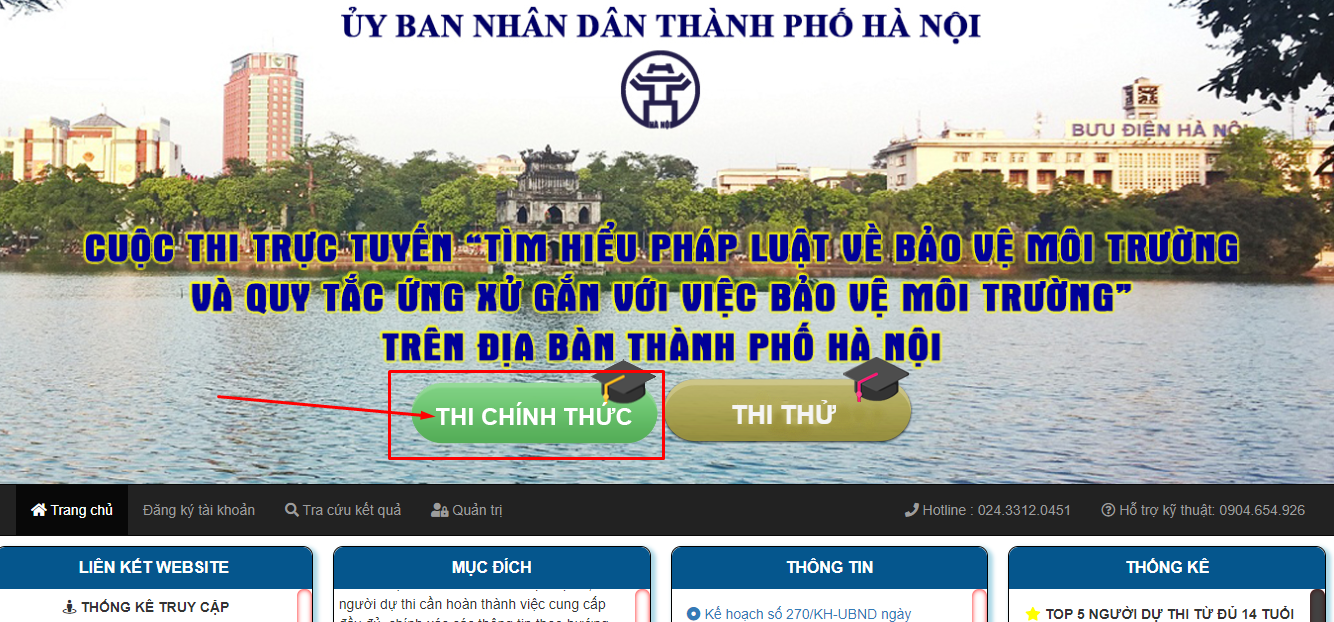 ỦY BAN NHÂN DÂN THÀNH PHỐ HÀ NỘI
HÀ NỘI
BƯU ĐIỆN HÀ NỘI
CUỘC THI TRỰC TUYẾN “TÌM HIỂU PHÁP LUẬT VỀ BẢO VỆ MÔI TRƯỜNG
VÀ QUY TẮC ỨNG XỬ GẮN VỚI VIỆC BẢO VỆ MÔI TRƯỜNG”
TRÊN ĐỊA BÀN THÀNH PHỐ HÀ NỘI
THI CHÍNH THỨC
THI THỬ
Trang chủ
Đăng ký tài khoản
Tra cứu kết quả
Quản trị
Hotline : 024.3312.0451
Hỗ trợ kỹ thuật: 0904.654.926
LIÊN KẾT WEBSITE
THỐNG KÊ TRUY CẬP
MỤC ĐÍCH
người dự thi cần hoàn thành việc cung cấp
THÔNG TIN
Kế hoạch số 270/KH-UBND ngày
THỐNG KÊ
TOP 5 NGƯỜI DỰ THI TỪ ĐỦ 14 TUỔI